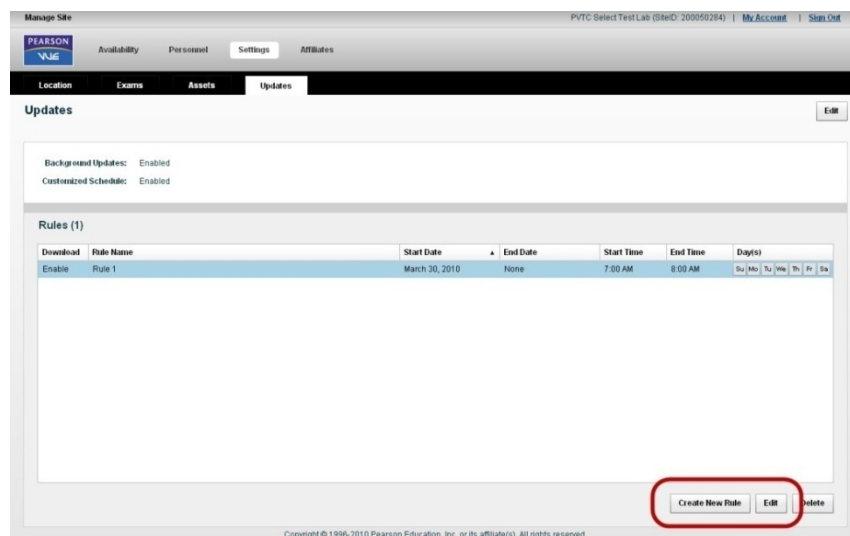 Manage Site PVTC Select Test Lab (SiteID: 200050284) | My Account | Sign Out
PEARSON
VUE
Availability Personnel Settings Affiliates
Location Exams Assets Updates
Updates Edit
Background Updates: Enabled
Customized Schedule: Enabled
Rules (1)
Download Rule Name Start Date ▲ End Date Start Time End Time Day(s)
Enable Rule 1 March 30, 2010 None 7:00 AM 8:00 AM Su Mo Tu We Th Fr Sa
Create New Rule Edit Delete
Copyright © 1996-2010 Pearson Education, Inc. or its affiliate(s). All rights reserved.